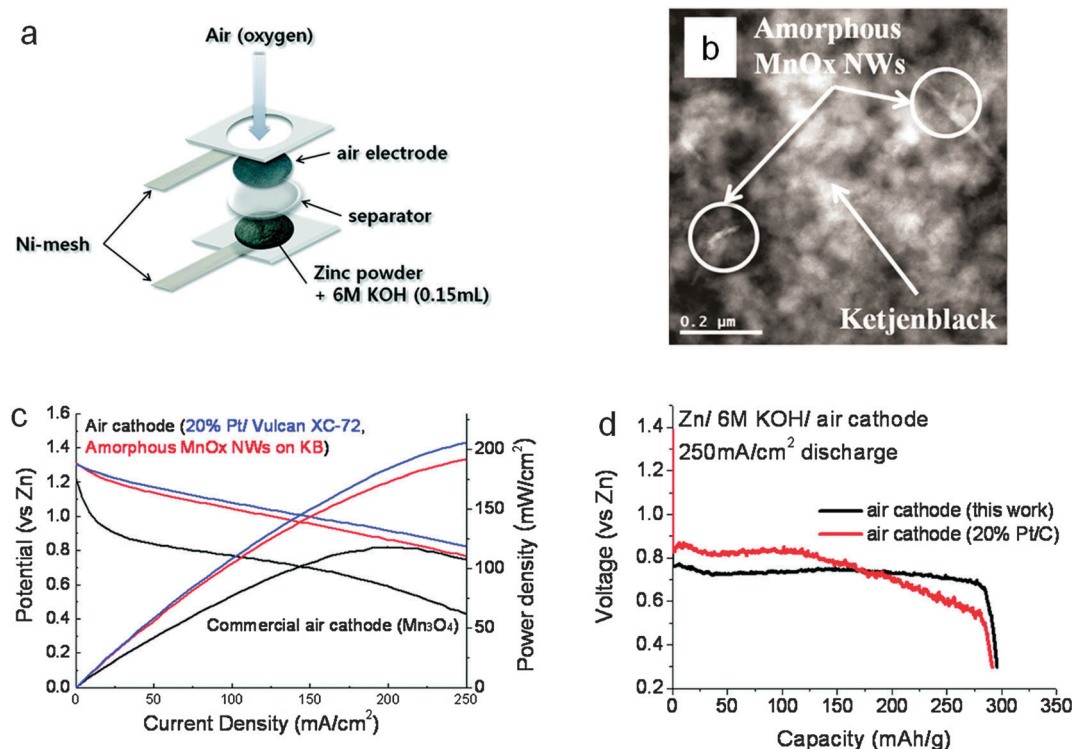 a
Air (oxygen)
air electrode
separator
Ni-mesh
Zinc powder
+ 6M KOH (0.15mL)
b
Amorphous
MnOx NWs
Ketjenblack
0.2 μm
c
Air cathode (20% Pt/ Vulcan XC-72,
Amorphous MnOx NWs on KB)
Commercial air cathode (Mn₃O₄)
Potential (vs Zn)
1.6
1.4
1.2
1.0
0.8
0.6
0.4
0.2
0.0
Power density (mW/cm²)
200
150
100
50
0
0 50 100 150 200 250
Current Density (mA/cm²)
d
Zn/ 6M KOH/ air cathode
250mA/cm² discharge
air cathode (this work)
air cathode (20% Pt/C)
Voltage (vs Zn)
1.4
1.2
1.0
0.8
0.6
0.4
0.2
0 50 100 150 200 250 300 350
Capacity (mAh/g)